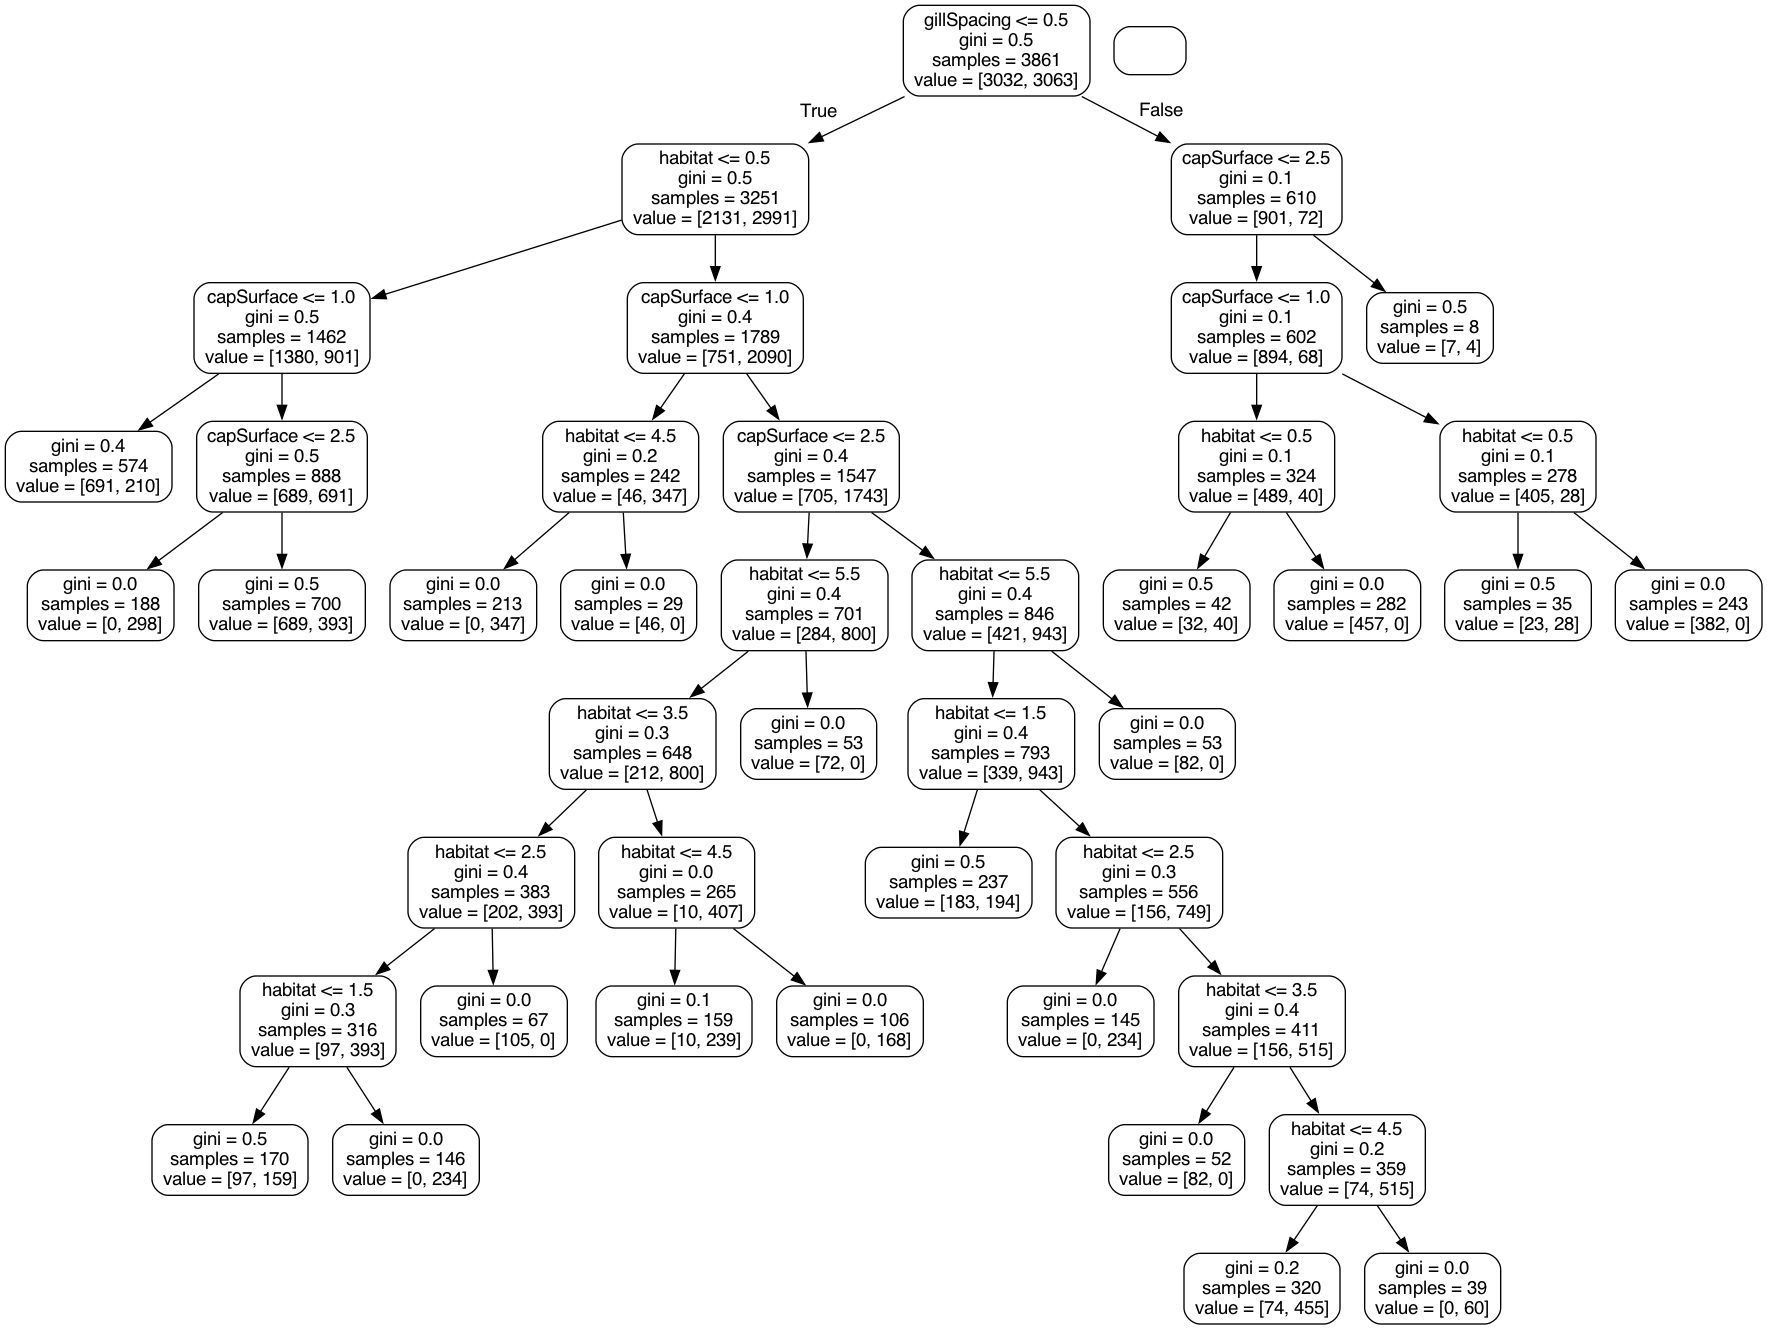 gillSpacing <= 0.5
gini = 0.5
samples = 3861
value = [3032, 3063]
True
False
habitat <= 0.5
gini = 0.5
samples = 3251
value = [2131, 2991]
capSurface <= 2.5
gini = 0.1
samples = 610
value = [901, 72]
capSurface <= 1.0
gini = 0.5
samples = 1462
value = [1380, 901]
capSurface <= 1.0
gini = 0.4
samples = 1789
value = [751, 2090]
capSurface <= 1.0
gini = 0.1
samples = 602
value = [894, 68]
gini = 0.5
samples = 8
value = [7, 4]
gini = 0.4
samples = 574
value = [691, 210]
capSurface <= 2.5
gini = 0.5
samples = 888
value = [689, 691]
habitat <= 4.5
gini = 0.2
samples = 242
value = [46, 347]
capSurface <= 2.5
gini = 0.4
samples = 1547
value = [705, 1743]
habitat <= 0.5
gini = 0.1
samples = 324
value = [489, 40]
habitat <= 0.5
gini = 0.1
samples = 278
value = [405, 28]
gini = 0.0
samples = 188
value = [0, 298]
gini = 0.5
samples = 700
value = [689, 393]
gini = 0.0
samples = 213
value = [0, 347]
gini = 0.0
samples = 29
value = [46, 0]
habitat <= 5.5
gini = 0.4
samples = 701
value = [284, 800]
habitat <= 5.5
gini = 0.4
samples = 846
value = [421, 943]
gini = 0.5
samples = 42
value = [32, 40]
gini = 0.0
samples = 282
value = [457, 0]
gini = 0.5
samples = 35
value = [23, 28]
gini = 0.0
samples = 243
value = [382, 0]
habitat <= 3.5
gini = 0.3
samples = 648
value = [212, 800]
gini = 0.0
samples = 53
value = [72, 0]
habitat <= 1.5
gini = 0.4
samples = 793
value = [339, 943]
gini = 0.0
samples = 53
value = [82, 0]
habitat <= 2.5
gini = 0.4
samples = 383
value = [202, 393]
habitat <= 4.5
gini = 0.0
samples = 265
value = [10, 407]
gini = 0.5
samples = 237
value = [183, 194]
habitat <= 2.5
gini = 0.3
samples = 556
value = [156, 749]
habitat <= 1.5
gini = 0.3
samples = 316
value = [97, 393]
gini = 0.0
samples = 67
value = [105, 0]
gini = 0.1
samples = 159
value = [10, 239]
gini = 0.0
samples = 106
value = [0, 168]
gini = 0.0
samples = 145
value = [0, 234]
habitat <= 3.5
gini = 0.4
samples = 411
value = [156, 515]
gini = 0.5
samples = 170
value = [97, 159]
gini = 0.0
samples = 146
value = [0, 234]
gini = 0.0
samples = 52
value = [82, 0]
habitat <= 4.5
gini = 0.2
samples = 359
value = [74, 515]
gini = 0.2
samples = 320
value = [74, 455]
gini = 0.0
samples = 39
value = [0, 60]